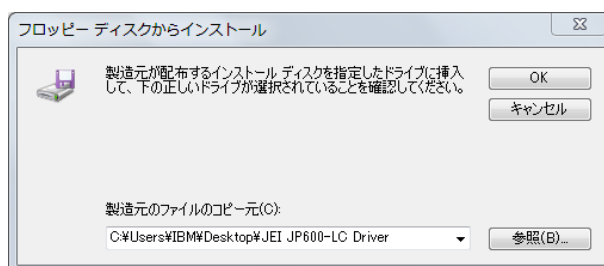 フロッピー ディスクからインストール
製造元が配布するインストール ディスクを指定したドライブに挿入
して、下の正しいドライブが選択されていることを確認してください。
OK
キャンセル
製造元のファイルのコピー元(C):
C:¥Users¥IBM¥Desktop¥JEI JP600-LC Driver
参照(B)...